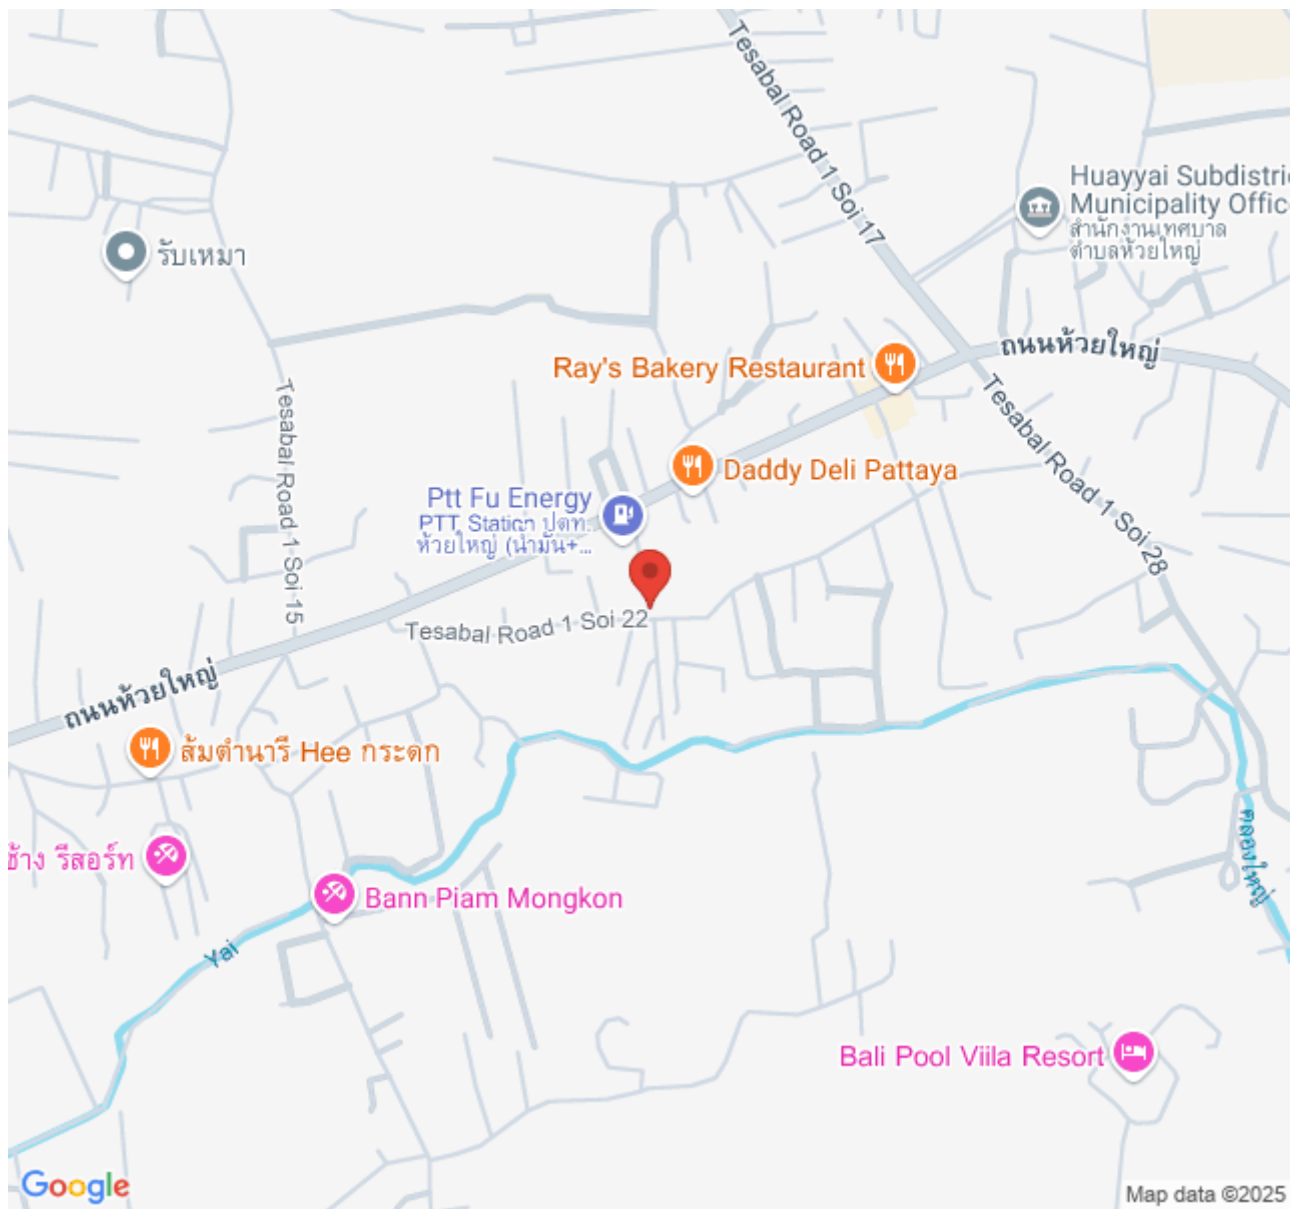 Tesabal Road 1 Soi 17
Huayyai Subdistri
Municipality Offic
สำนักงานเทศบาล
ตำบลห้วยใหญ่
รับเหมา
ถนนห้วยใหญ่
Ray's Bakery Restaurant
Tesabal Road 1 Soi 15
Tesabal Road 1 Soi 28
Daddy Deli Pattaya
Ptt Fu Energy
PTT Station ปตท.
ห้วยใหญ่ (น้ำมัน+...
Tesabal Road 1 Soi 22
ถนนห้วยใหญ่
ส้มตำนารี Hee กระดก
ช้าง รีสอร์ท
คลองใหญ่
Bann Piam Mongkon
Yai
Bali Pool Viila Resort
Google
Map data ©2025